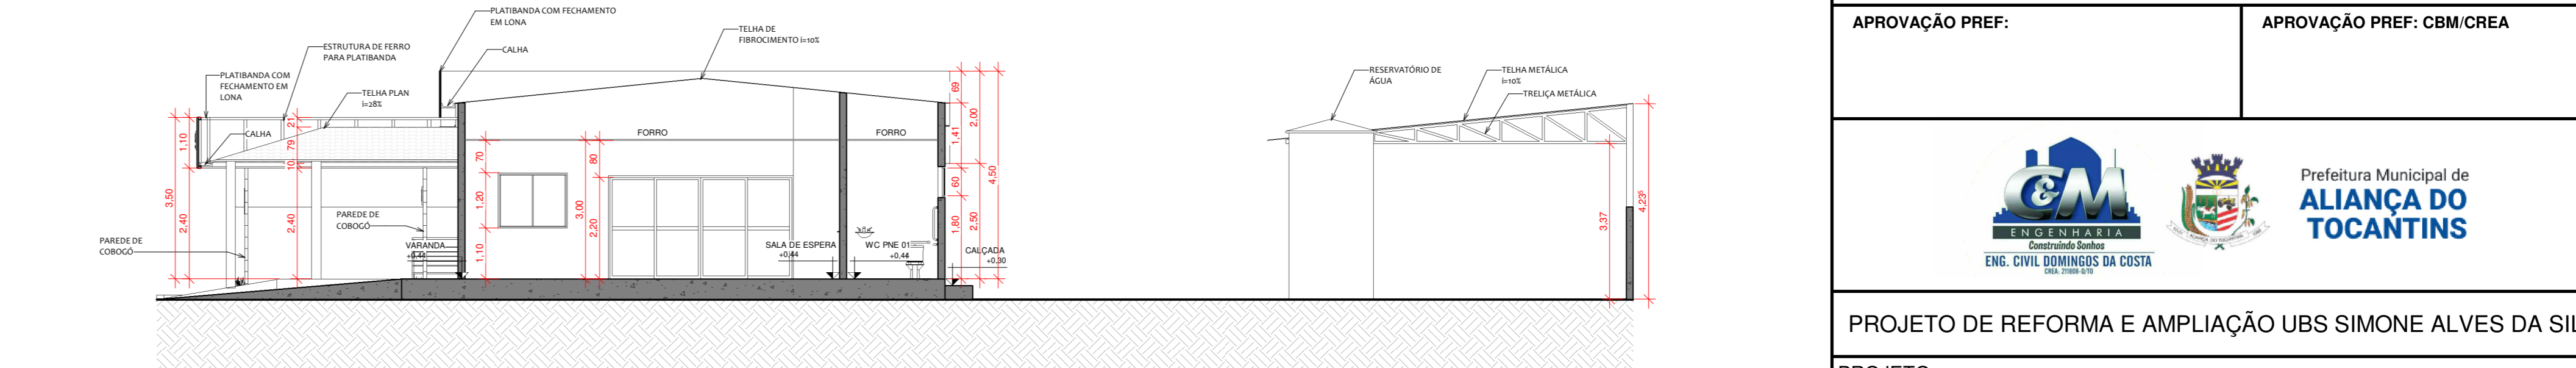 PLATIBANDA COM FECHAMENTO
EM LONA
TELHA DE
FIBROCIMENTO i=10%
ESTRUTURA DE FERRO
PARA PLATIBANDA
CALHA
PLATIBANDA COM
FECHAMENTO EM
LONA
TELHA PLAN
i=28%
CALHA
FORRO
FORRO
PAREDE DE
COBOGÓ
PAREDE DE
COBOGÓ
VARANDA
+0,44
SALA DE ESPERA
+0,44
WC PNE 01
+0,44
CALÇADA
+0,30
3,50
1,10
2,40
21
79
10
2,40
70
1,20
1,10
3,00
80
2,20
69
1,41
60
1,80
2,00
2,50
4,50
RESERVATÓRIO DE
ÁGUA
TELHA METÁLICA
i=10%
TRELIÇA METÁLICA
3,37
4,23⁵
APROVAÇÃO PREF:
APROVAÇÃO PREF: CBM/CREA
C&M
ENGENHARIA
Construindo Sonhos
ENG. CIVIL DOMINGOS DA COSTA
CREA: 211808-D/TO
Prefeitura Municipal de
ALIANÇA DO
TOCANTINS
PROJETO DE REFORMA E AMPLIAÇÃO UBS SIMONE ALVES DA SIL
PROJETO